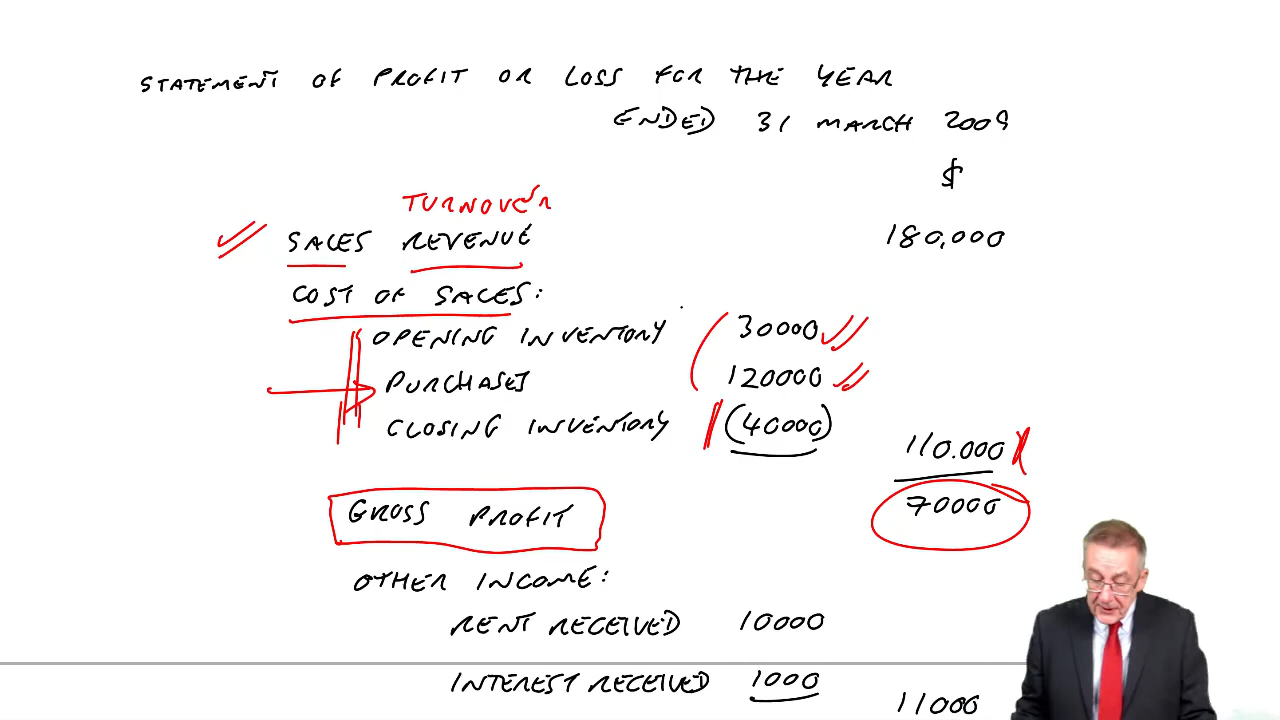 STATEMENT OF PROFIT OR LOSS FOR THE YEAR
ENDED 31 MARCH 2009
$
TURNOVER
SALES REVENUE 180,000
COST OF SALES:
OPENING INVENTORY 30000
PURCHASES 120000
CLOSING INVENTORY (40000)
110.000
GROSS PROFIT 70000
OTHER INCOME:
RENT RECEIVED 10000
INTEREST RECEIVED 1000
11000